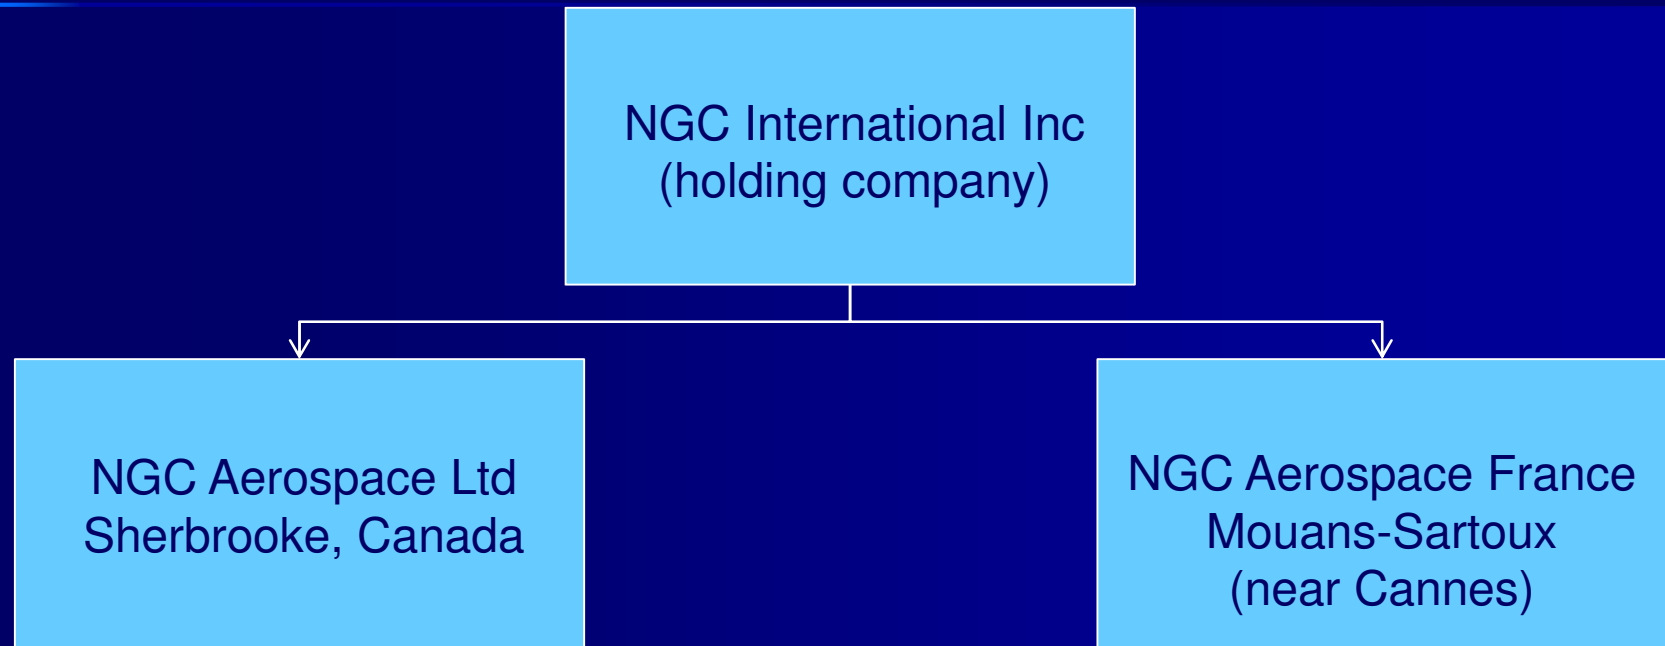 NGC International Inc
(holding company)
NGC Aerospace Ltd
Sherbrooke, Canada
NGC Aerospace France
Mouans-Sartoux
(near Cannes)